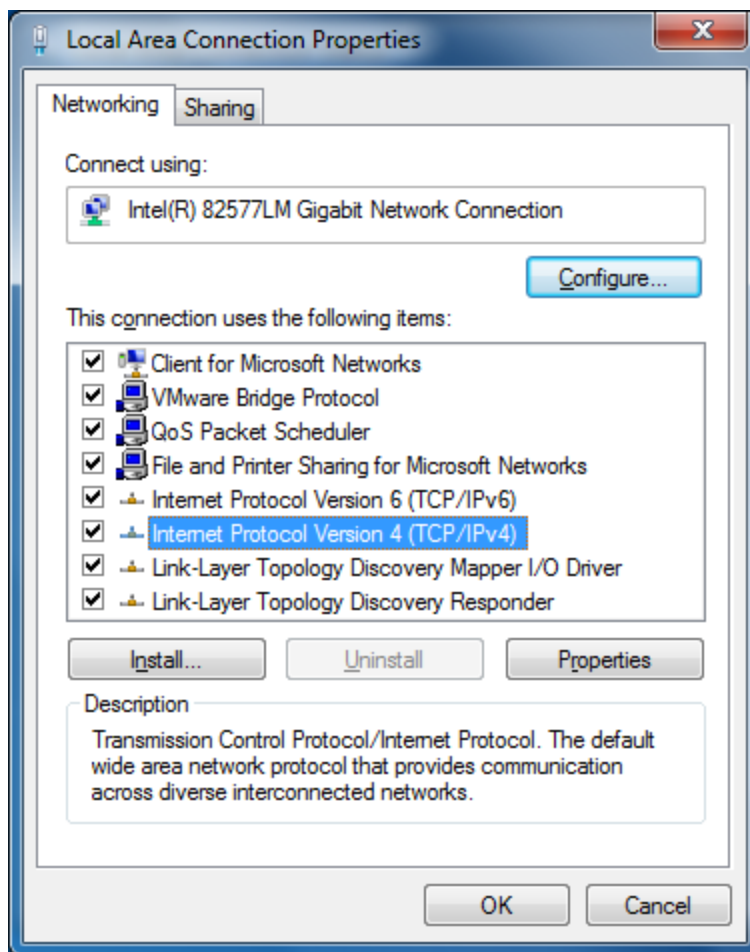 Local Area Connection Properties
Networking
Sharing
Connect using:
Intel(R) 82577LM Gigabit Network Connection
Configure...
This connection uses the following items:
Client for Microsoft Networks
VMware Bridge Protocol
QoS Packet Scheduler
File and Printer Sharing for Microsoft Networks
Internet Protocol Version 6 (TCP/IPv6)
Internet Protocol Version 4 (TCP/IPv4)
Link-Layer Topology Discovery Mapper I/O Driver
Link-Layer Topology Discovery Responder
Install...
Uninstall
Properties
Description
Transmission Control Protocol/Internet Protocol. The default
wide area network protocol that provides communication
across diverse interconnected networks.
OK
Cancel